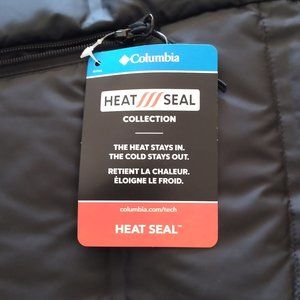 Columbia
HEAT SEAL
COLLECTION
THE HEAT STAYS IN.
THE COLD STAYS OUT.
RETIENT LA CHALEUR.
ÉLOIGNE LE FROID.
columbia.com/tech
HEAT SEAL™